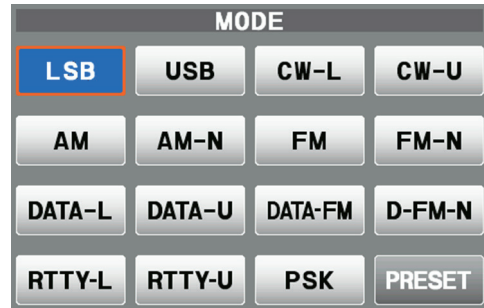 MODE
LSB USB CW-L CW-U
AM AM-N FM FM-N
DATA-L DATA-U DATA-FM D-FM-N
RTTY-L RTTY-U PSK PRESET